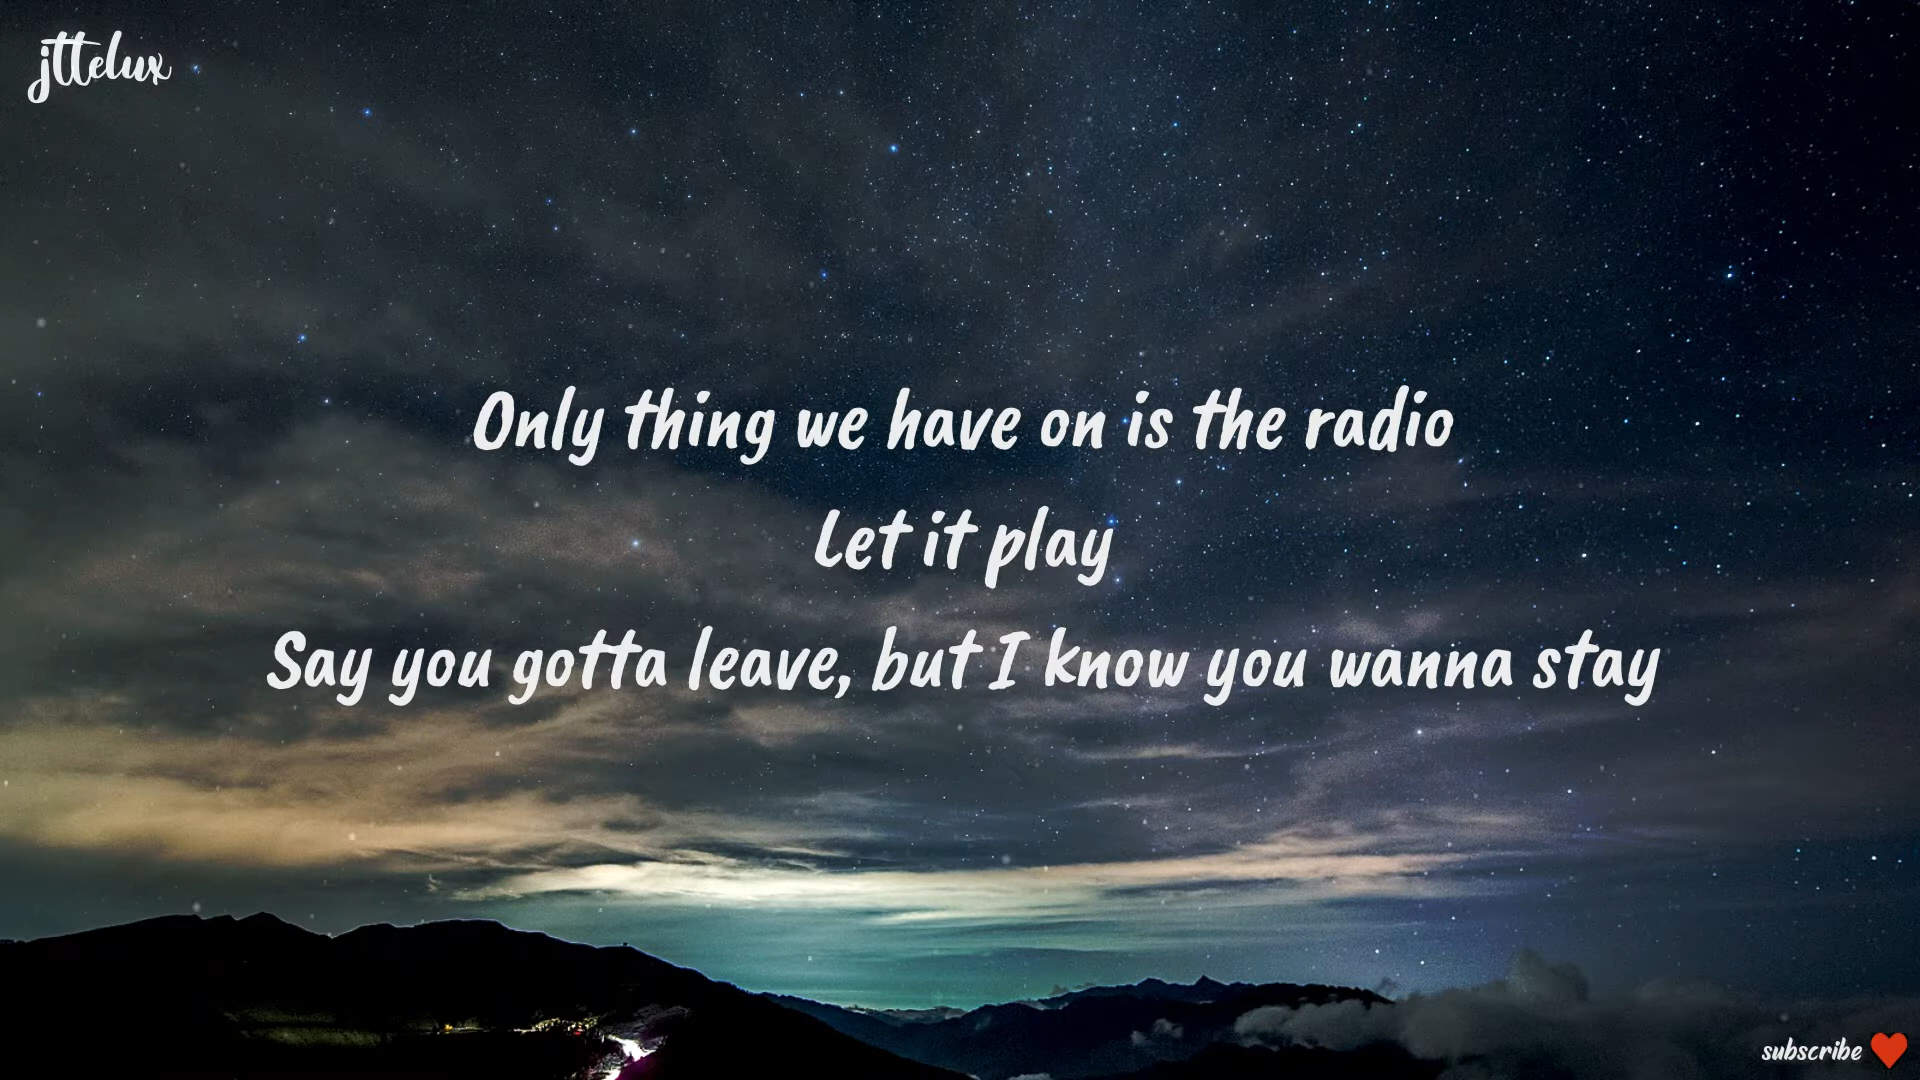 jttelux
Only thing we have on is the radio
Let it play
Say you gotta leave, but I know you wanna stay
subscribe